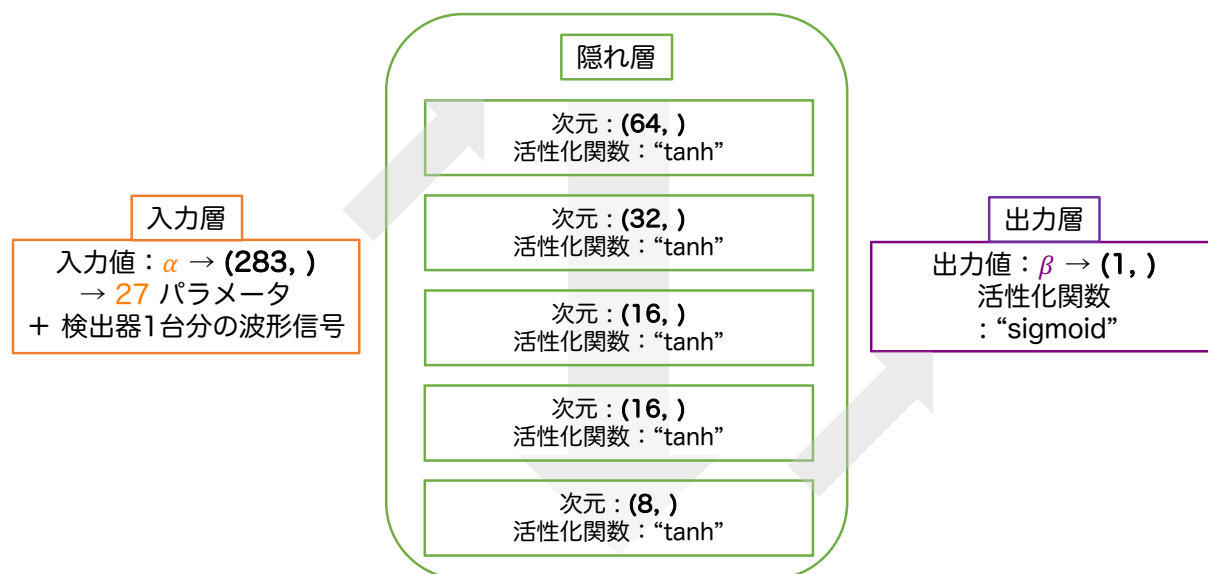 入力層
入力値：α → (283, )
→ 27 パラメータ
＋ 検出器1台分の波形信号
隠れ層
次元 : (64, )
活性化関数：“tanh”
次元 : (32, )
活性化関数：“tanh”
次元 : (16, )
活性化関数：“tanh”
次元 : (16, )
活性化関数：“tanh”
次元 : (8, )
活性化関数：“tanh”
出力層
出力値：β → (1, )
活性化関数
: “sigmoid”